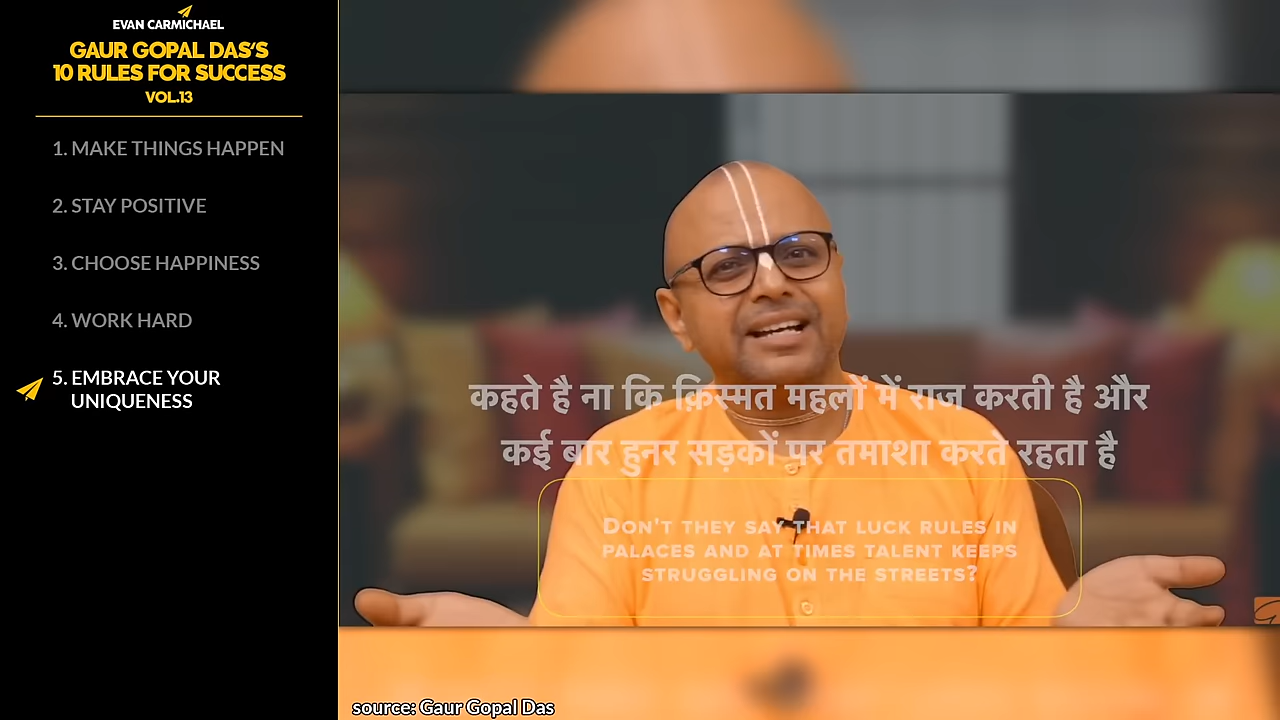 EVAN CARMICHAEL
GAUR GOPAL DAS'S
10 RULES FOR SUCCESS
VOL.13
1. MAKE THINGS HAPPEN
2. STAY POSITIVE
3. CHOOSE HAPPINESS
4. WORK HARD
5. EMBRACE YOUR
UNIQUENESS
कहते है ना कि क़िस्मत महलों में राज करती है और
कई बार हुनर सड़कों पर तमाशा करते रहता है
DON'T THEY SAY THAT LUCK RULES IN
PALACES AND AT TIMES TALENT KEEPS
STRUGGLING ON THE STREETS?
source: Gaur Gopal Das